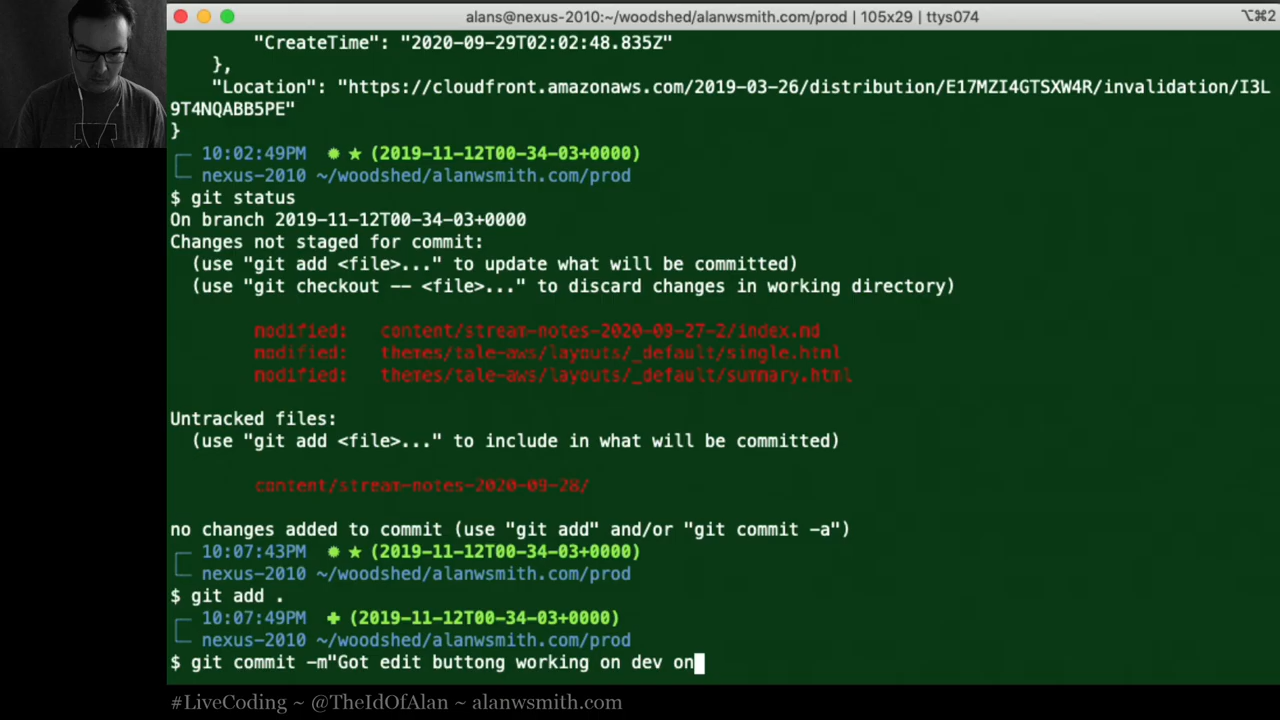 alans@nexus-2010:~/woodshed/alanwsmith.com/prod | 105x29 | ttys074
⌥⌘2
"CreateTime": "2020-09-29T02:02:48.835Z"
},
"Location": "https://cloudfront.amazonaws.com/2019-03-26/distribution/E17MZI4GTSXW4R/invalidation/I3L
9T4NQABB5PE"
}
10:02:49PM ✹ ★ (2019-11-12T00-34-03+0000)
nexus-2010 ~/woodshed/alanwsmith.com/prod
$ git status
On branch 2019-11-12T00-34-03+0000
Changes not staged for commit:
(use "git add <file>..." to update what will be committed)
(use "git checkout -- <file>..." to discard changes in working directory)
modified: content/stream-notes-2020-09-27-2/index.md
modified: themes/tale-aws/layouts/_default/single.html
modified: themes/tale-aws/layouts/_default/summary.html
Untracked files:
(use "git add <file>..." to include in what will be committed)
content/stream-notes-2020-09-28/
no changes added to commit (use "git add" and/or "git commit -a")
10:07:43PM ✹ ★ (2019-11-12T00-34-03+0000)
nexus-2010 ~/woodshed/alanwsmith.com/prod
$ git add .
10:07:49PM ✚ (2019-11-12T00-34-03+0000)
nexus-2010 ~/woodshed/alanwsmith.com/prod
$ git commit -m"Got edit buttong working on dev on
#LiveCoding ~ @TheIdOfAlan ~ alanwsmith.com